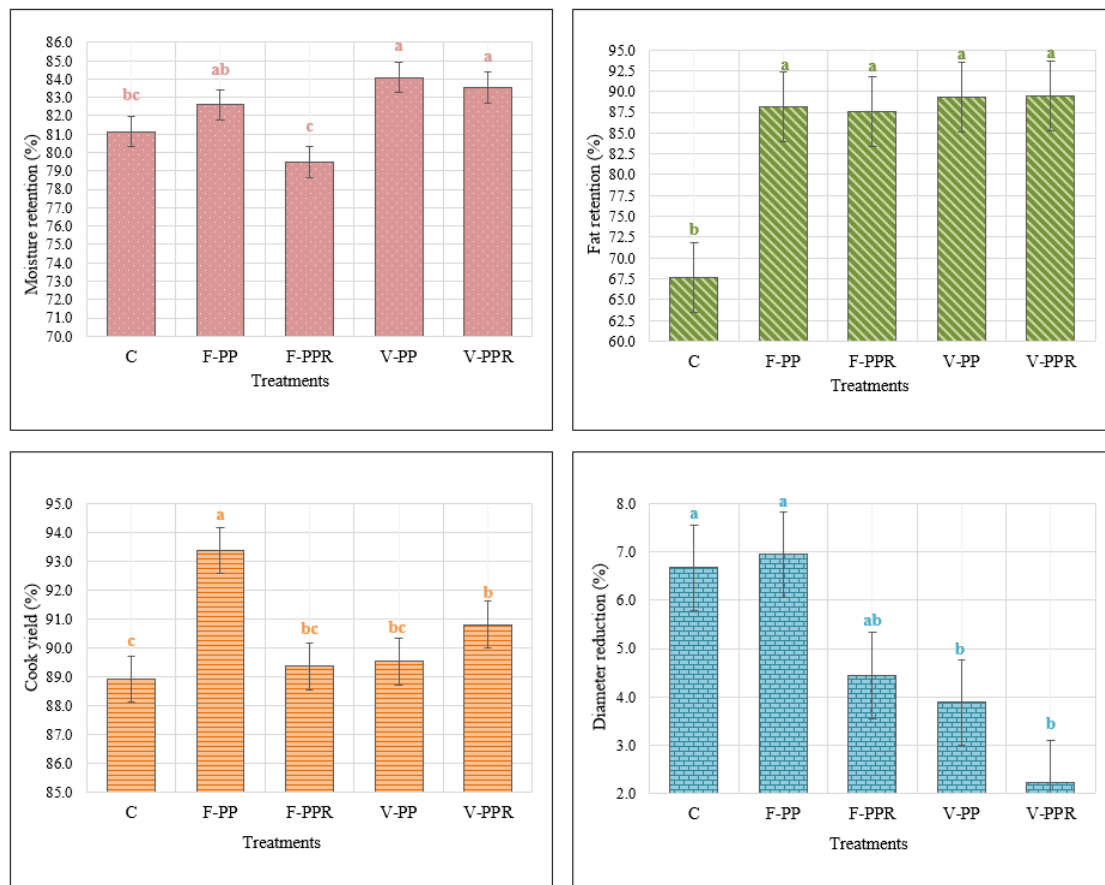 Moisture retention (%)
86.0
85.0
84.0
83.0
82.0
81.0
80.0
79.0
78.0
77.0
76.0
75.0
74.0
73.0
72.0
71.0
70.0
bc
ab
c
a
a
C F-PP F-PPR V-PP V-PPR
Treatments
Fat retention (%)
95.0
92.5
90.0
87.5
85.0
82.5
80.0
77.5
75.0
72.5
70.0
67.5
65.0
62.5
60.0
b
a
a
a
a
C F-PP F-PPR V-PP V-PPR
Treatments
Cook yield (%)
95.0
94.0
93.0
92.0
91.0
90.0
89.0
88.0
87.0
86.0
85.0
c
a
bc
bc
b
C F-PP F-PPR V-PP V-PPR
Treatments
Diameter reduction (%)
8.0
7.0
6.0
5.0
4.0
3.0
2.0
a
a
ab
b
b
C F-PP F-PPR V-PP V-PPR
Treatments